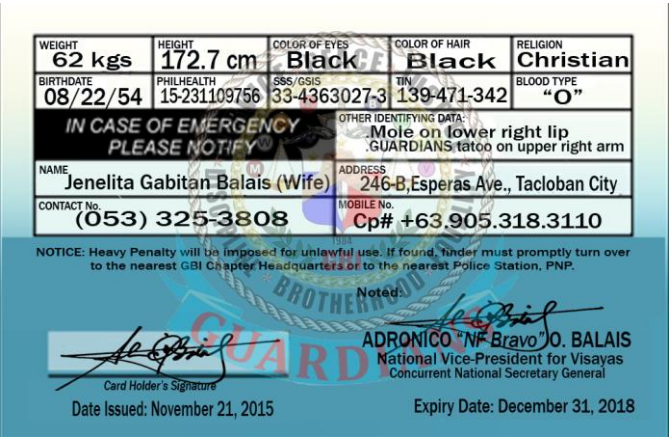 WEIGHT HEIGHT COLOR OF EYES COLOR OF HAIR RELIGION
62 kgs 172.7 cm Black Black Christian
BIRTHDATE PHILHEALTH SSS/GSIS TIN BLOOD TYPE
08/22/54 15-231109756 33-4363027-3 139-471-342 “O”
IN CASE OF EMERGENCY
PLEASE NOTIFY
OTHER IDENTIFYING DATA:
.Mole on lower right lip
.GUARDIANS tatoo on upper right arm
NAME ADDRESS
Jenelita Gabitan Balais (Wife) 246-B,Esperas Ave., Tacloban City
CONTACT No. MOBILE No.
(053) 325-3808 Cp# +63.905.318.3110
1984
GBI
BROTHERHOOD
GUARDIANS
NOTICE: Heavy Penalty will be imposed for unlawful use. If found, finder must promptly turn over
to the nearest GBI Chapter Headquarters or to the nearest Police Station, PNP.
Noted:
ADRONICO “NF Bravo”O. BALAIS
National Vice-President for Visayas
Concurrent National Secretary General
Card Holder's Signature
Date Issued: November 21, 2015
Expiry Date: December 31, 2018